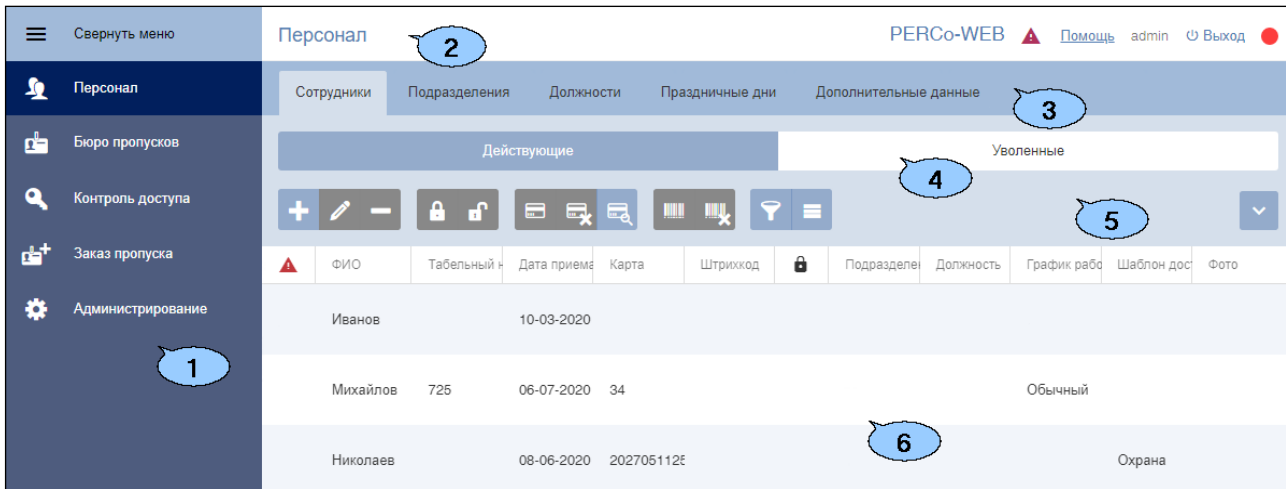 Свернуть меню Персонал PERCo-WEB Помощь admin Выход
2
Персонал Сотрудники Подразделения Должности Праздничные дни Дополнительные данные
3
Бюро пропусков Действующие Уволенные
4
Контроль доступа
5
Заказ пропуска ФИО Табельный н Дата приема Карта Штрихкод Подразделен Должность График рабо Шаблон дос Фото
Администрирование Иванов 10-03-2020
1
Михайлов 725 06-07-2020 34 Обычный
6
Николаев 08-06-2020 2027051125 Охрана